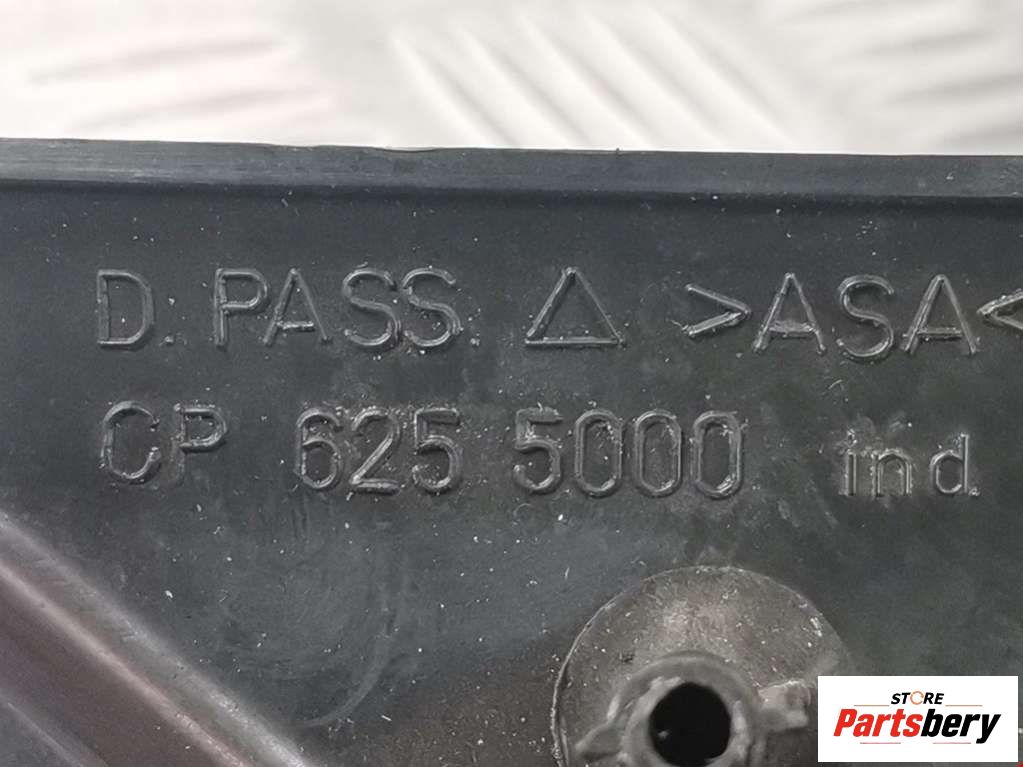 D. PASS △ >ASA<
CP 625 5000 ind.
STORE
Partsbery